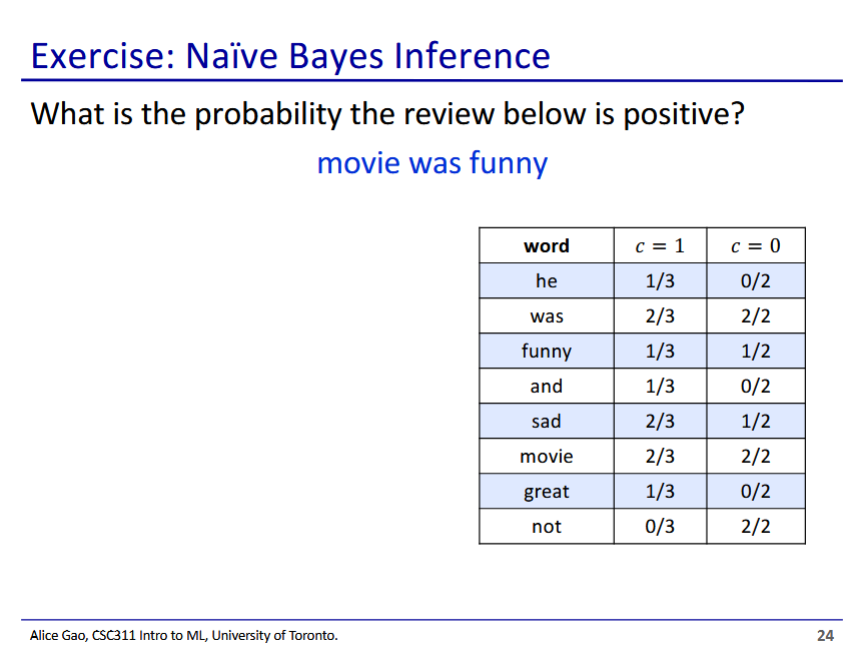 Exercise: Naïve Bayes Inference
What is the probability the review below is positive?
movie was funny
word c = 1 c = 0
he 1/3 0/2
was 2/3 2/2
funny 1/3 1/2
and 1/3 0/2
sad 2/3 1/2
movie 2/3 2/2
great 1/3 0/2
not 0/3 2/2
Alice Gao, CSC311 Intro to ML, University of Toronto. 24